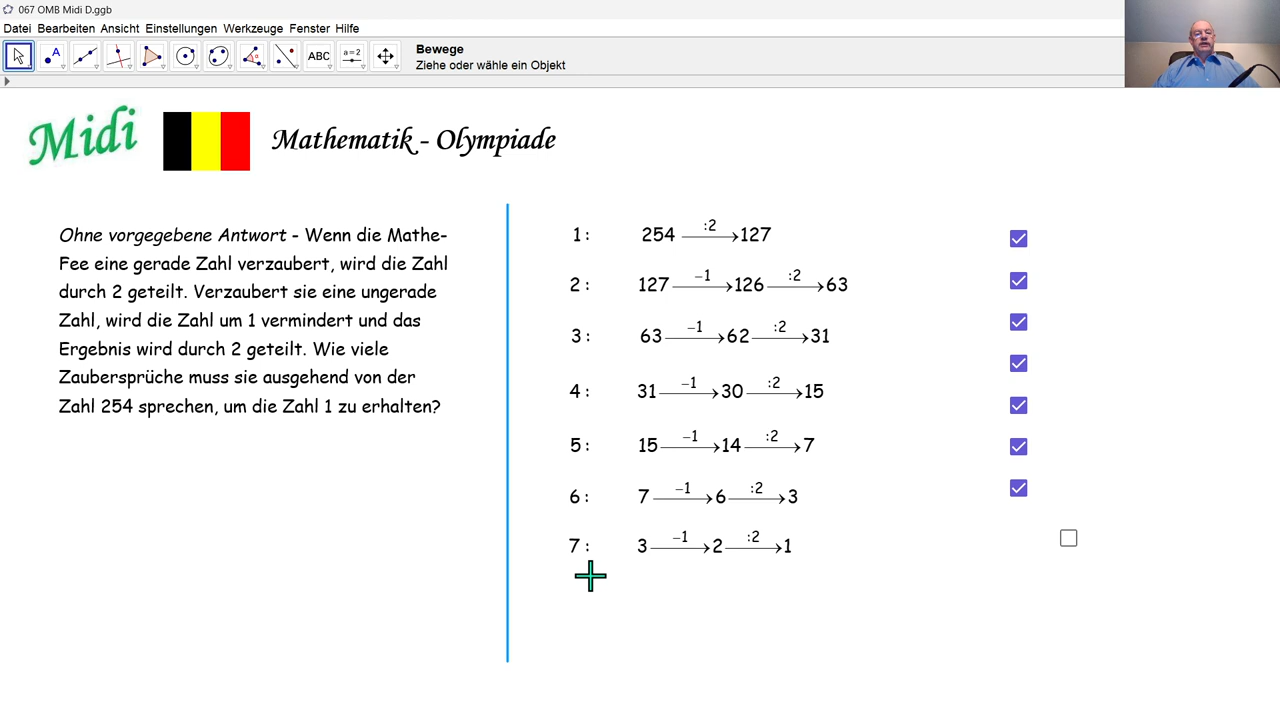 067 OMB Midi D.ggb
Datei Bearbeiten Ansicht Einstellungen Werkzeuge Fenster Hilfe
A ABC a=2
Bewege
Ziehe oder wähle ein Objekt
Midi
Mathematik - Olympiade
Ohne vorgegebene Antwort - Wenn die Mathe-
Fee eine gerade Zahl verzaubert, wird die Zahl
durch 2 geteilt. Verzaubert sie eine ungerade
Zahl, wird die Zahl um 1 vermindert und das
Ergebnis wird durch 2 geteilt. Wie viele
Zaubersprüche muss sie ausgehend von der
Zahl 254 sprechen, um die Zahl 1 zu erhalten?
1: 254 :2→ 127
2: 127 −1→ 126 :2→ 63
3: 63 −1→ 62 :2→ 31
4: 31 −1→ 30 :2→ 15
5: 15 −1→ 14 :2→ 7
6: 7 −1→ 6 :2→ 3
7: 3 −1→ 2 :2→ 1